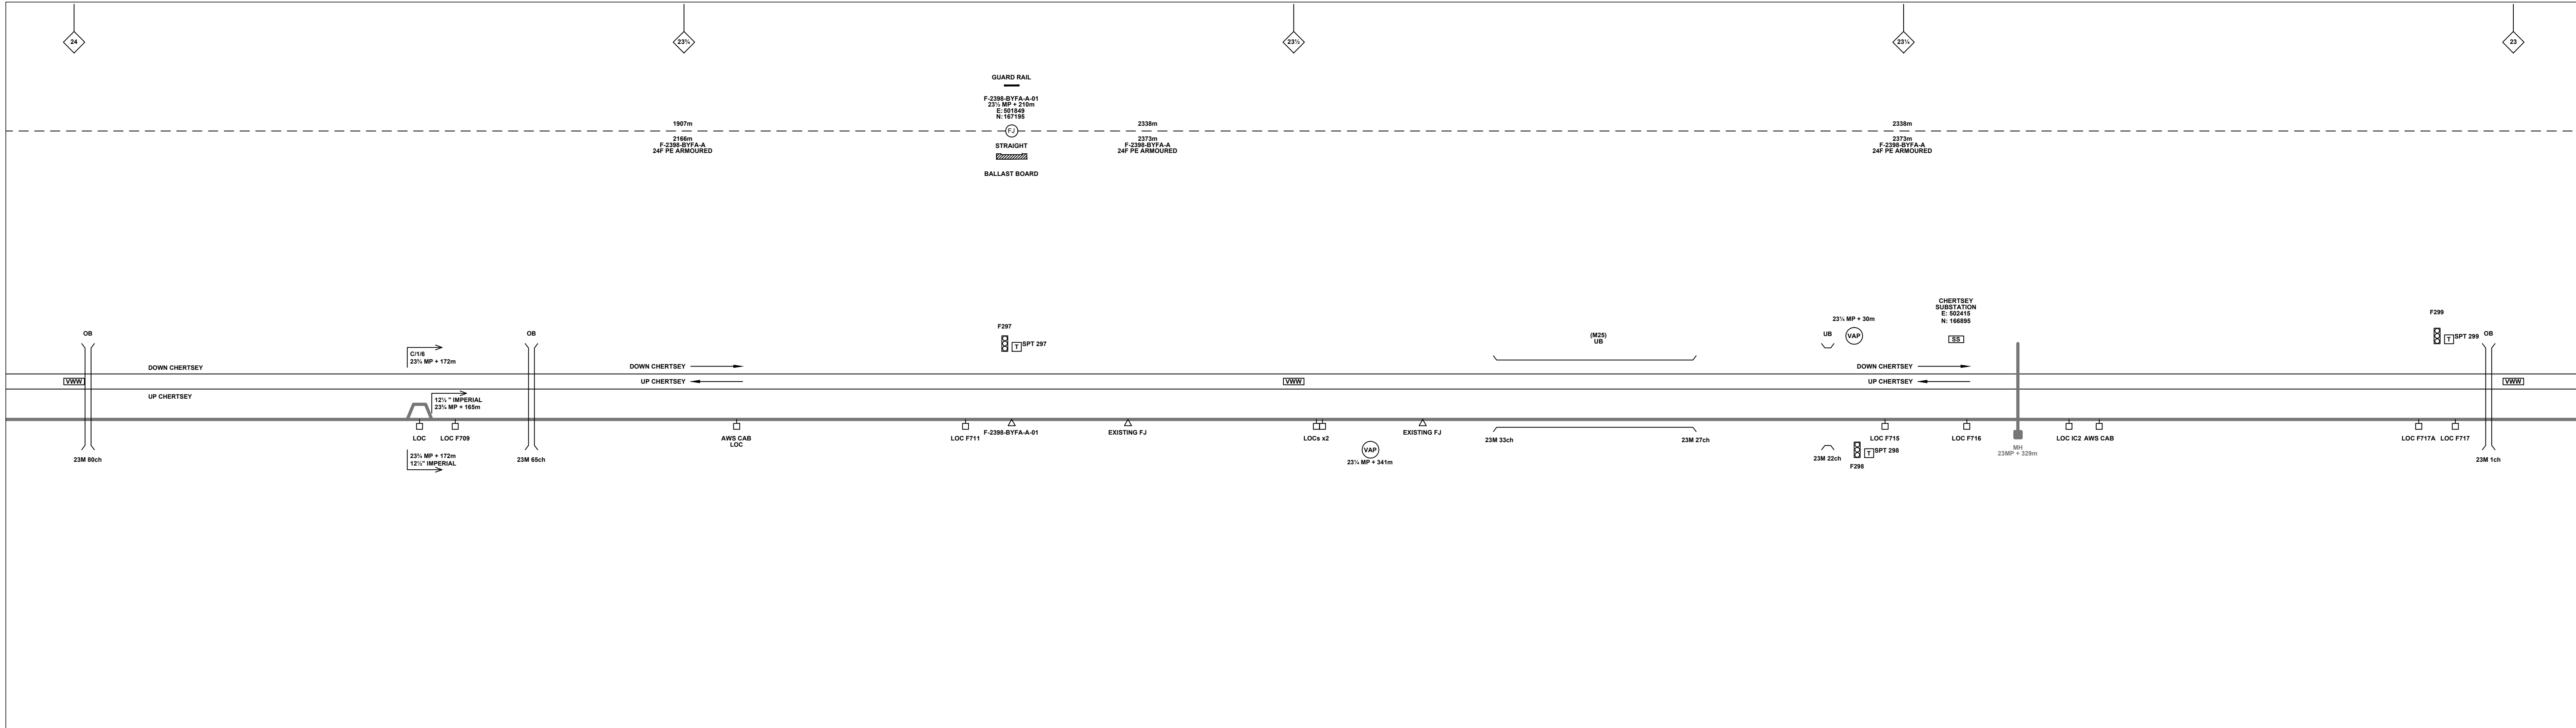 24
23¾
23½
23¼
23
GUARD RAIL
F-2398-BYFA-A-01
23½ MP + 210m
E: 501849
N: 167195
FJ
STRAIGHT
BALLAST BOARD
1907m
2166m
F-2398-BYFA-A
24F PE ARMOURED
2338m
2373m
F-2398-BYFA-A
24F PE ARMOURED
2338m
2373m
F-2398-BYFA-A
24F PE ARMOURED
CHERTSEY
SUBSTATION
E: 502415
N: 166895
SS
F299
T
SPT 299
OB
F297
T
SPT 297
(M25)
UB
UB
23¼ MP + 30m
VAP
OB
OB
C/1/6
23¾ MP + 172m
DOWN CHERTSEY
VWW
UP CHERTSEY
DOWN CHERTSEY
UP CHERTSEY
VWW
DOWN CHERTSEY
UP CHERTSEY
VWW
12½ " IMPERIAL
23¾ MP + 165m
LOC
LOC F709
AWS CAB
LOC
LOC F711
F-2398-BYFA-A-01
EXISTING FJ
LOCs x2
EXISTING FJ
23M 33ch
23M 27ch
LOC F715
LOC F716
MH
23MP + 329m
LOC IC2
AWS CAB
LOC F717A
LOC F717
23M 80ch
23¾ MP + 172m
12½" IMPERIAL
23M 65ch
VAP
23¼ MP + 341m
23M 22ch
T
SPT 298
F298
23M 1ch